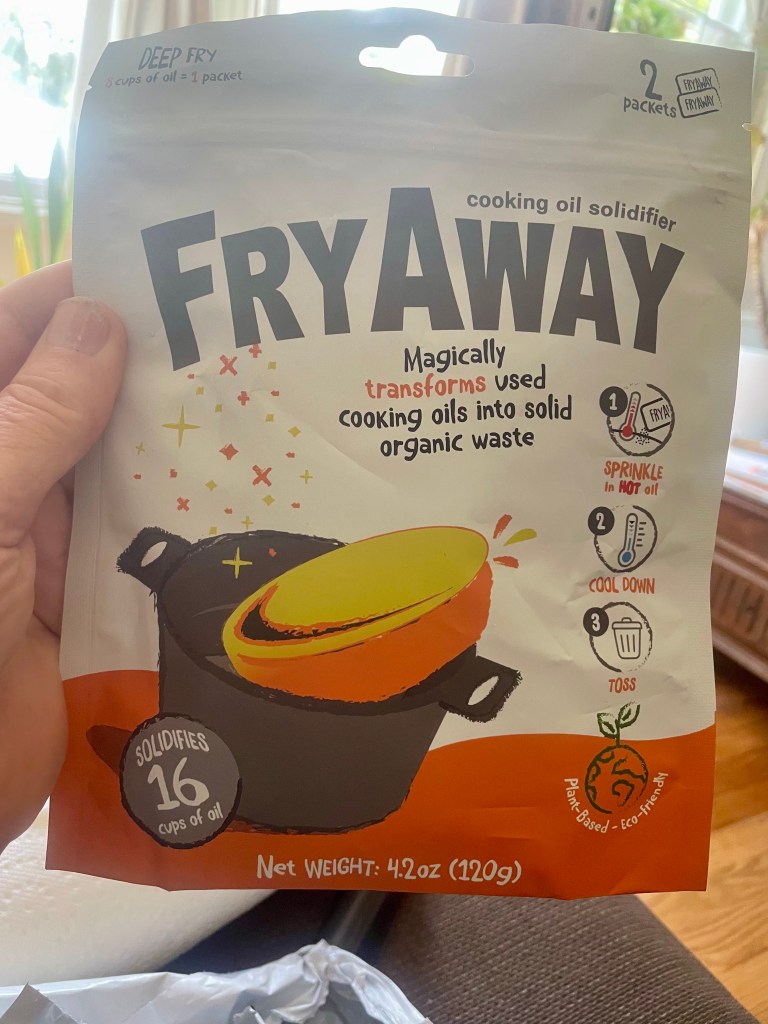 DEEP FRY
cups of oil = 1 packet
2
packets
FRYAWAY
FRYAWAY
cooking oil solidifier
FRYAWAY
Magically
transforms used
cooking oils into solid
organic waste
1
FRYA
SPRINKLE
in HOT oil
2
COOL DOWN
3
TOSS
SOLIDIFIES
16
cups of oil
Plant-Based - Eco-friendly
Net WEIGHT: 4.2oz (120g)